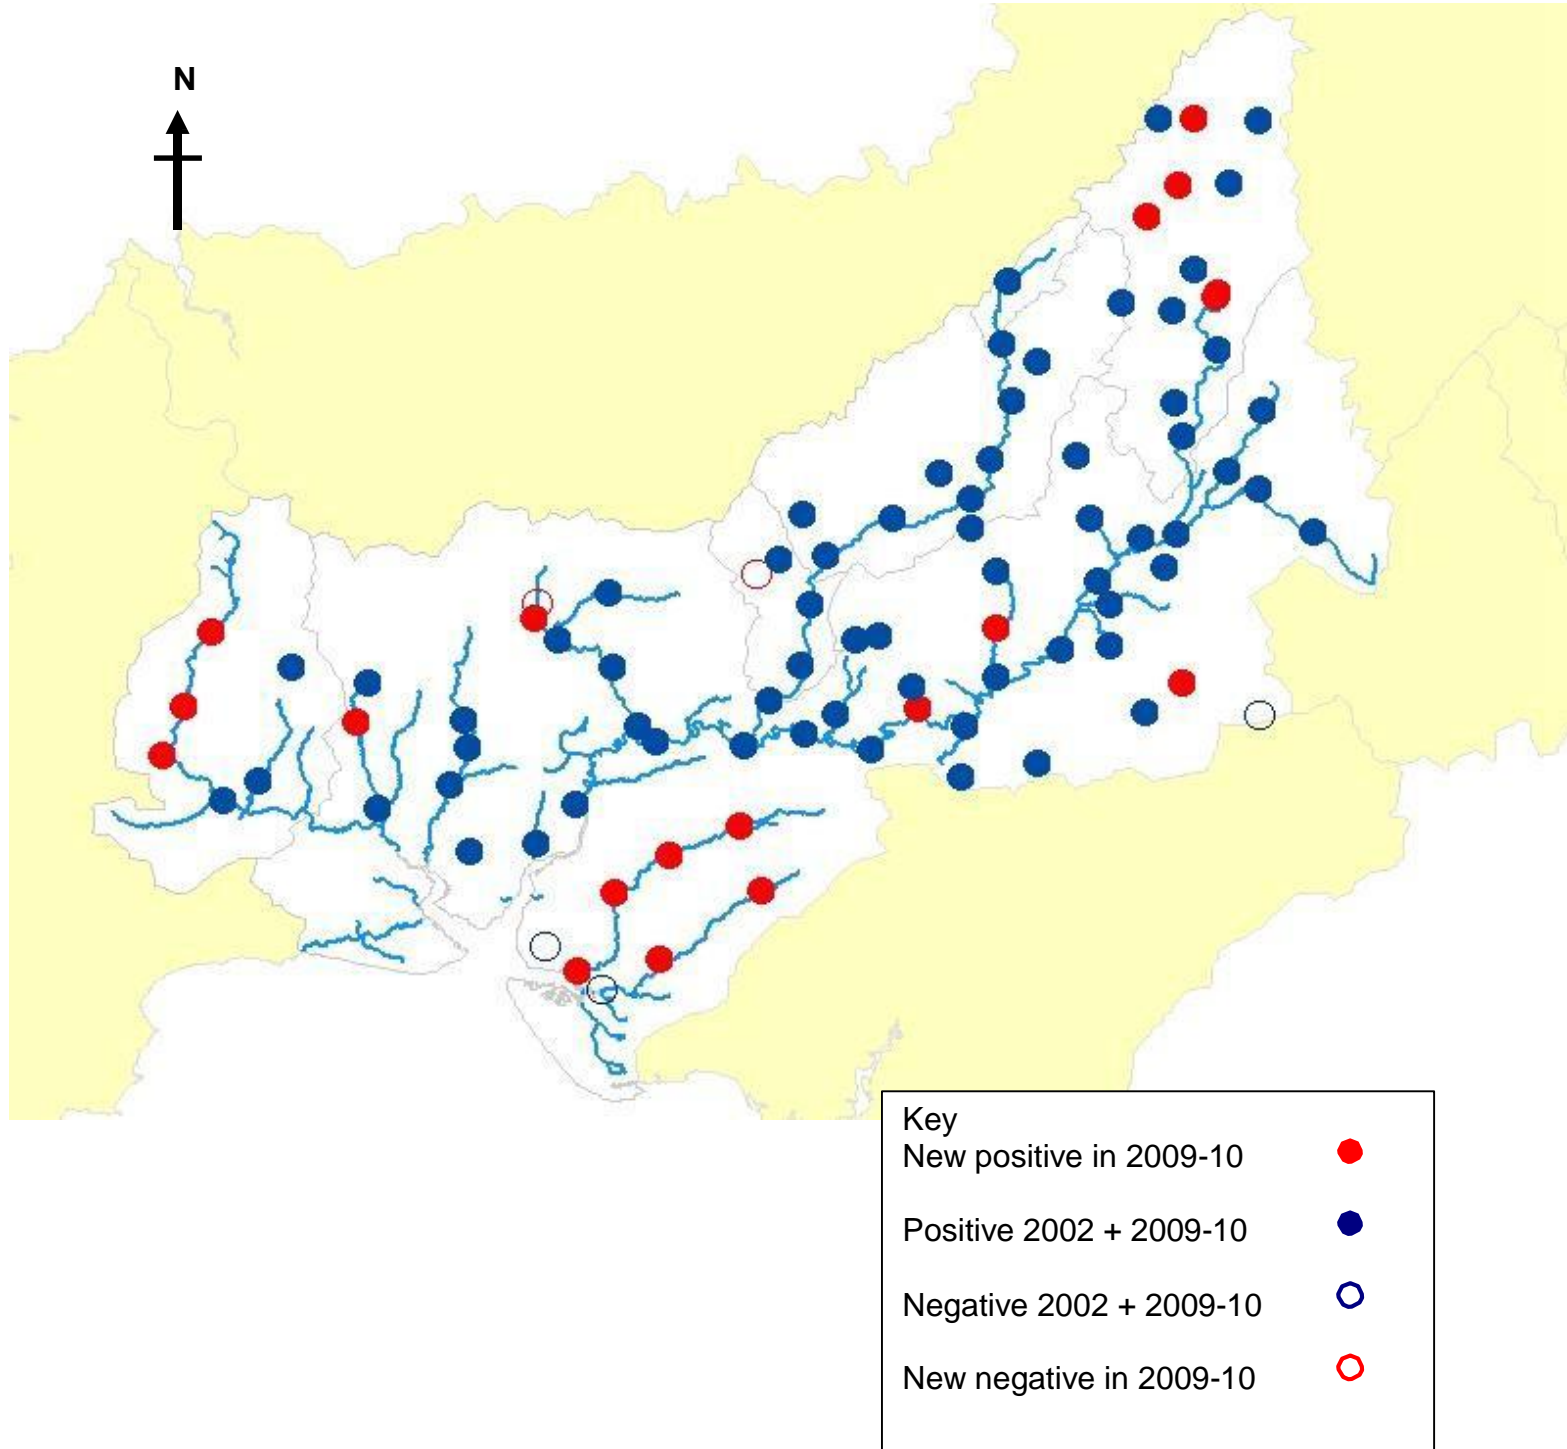 N
Key
New positive in 2009-10
Positive 2002 + 2009-10
Negative 2002 + 2009-10
New negative in 2009-10